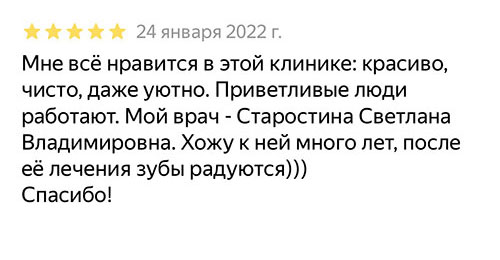 24 января 2022 г.
Мне всё нравится в этой клинике: красиво,
чисто, даже уютно. Приветливые люди
работают. Мой врач - Старостина Светлана
Владимировна. Хожу к ней много лет, после
её лечения зубы радуются)))
Спасибо!